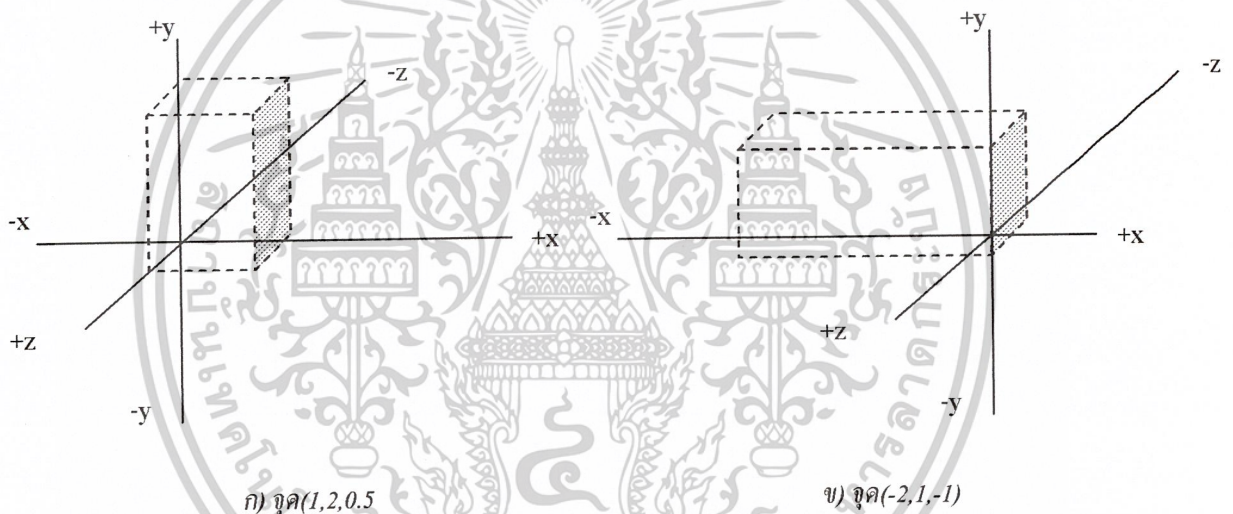 +y
-z
-x
+x
+z
-y
ก) จุด(1,2,0.5
+y
-z
-x
+x
+z
-y
ข) จุด(-2,1,-1)